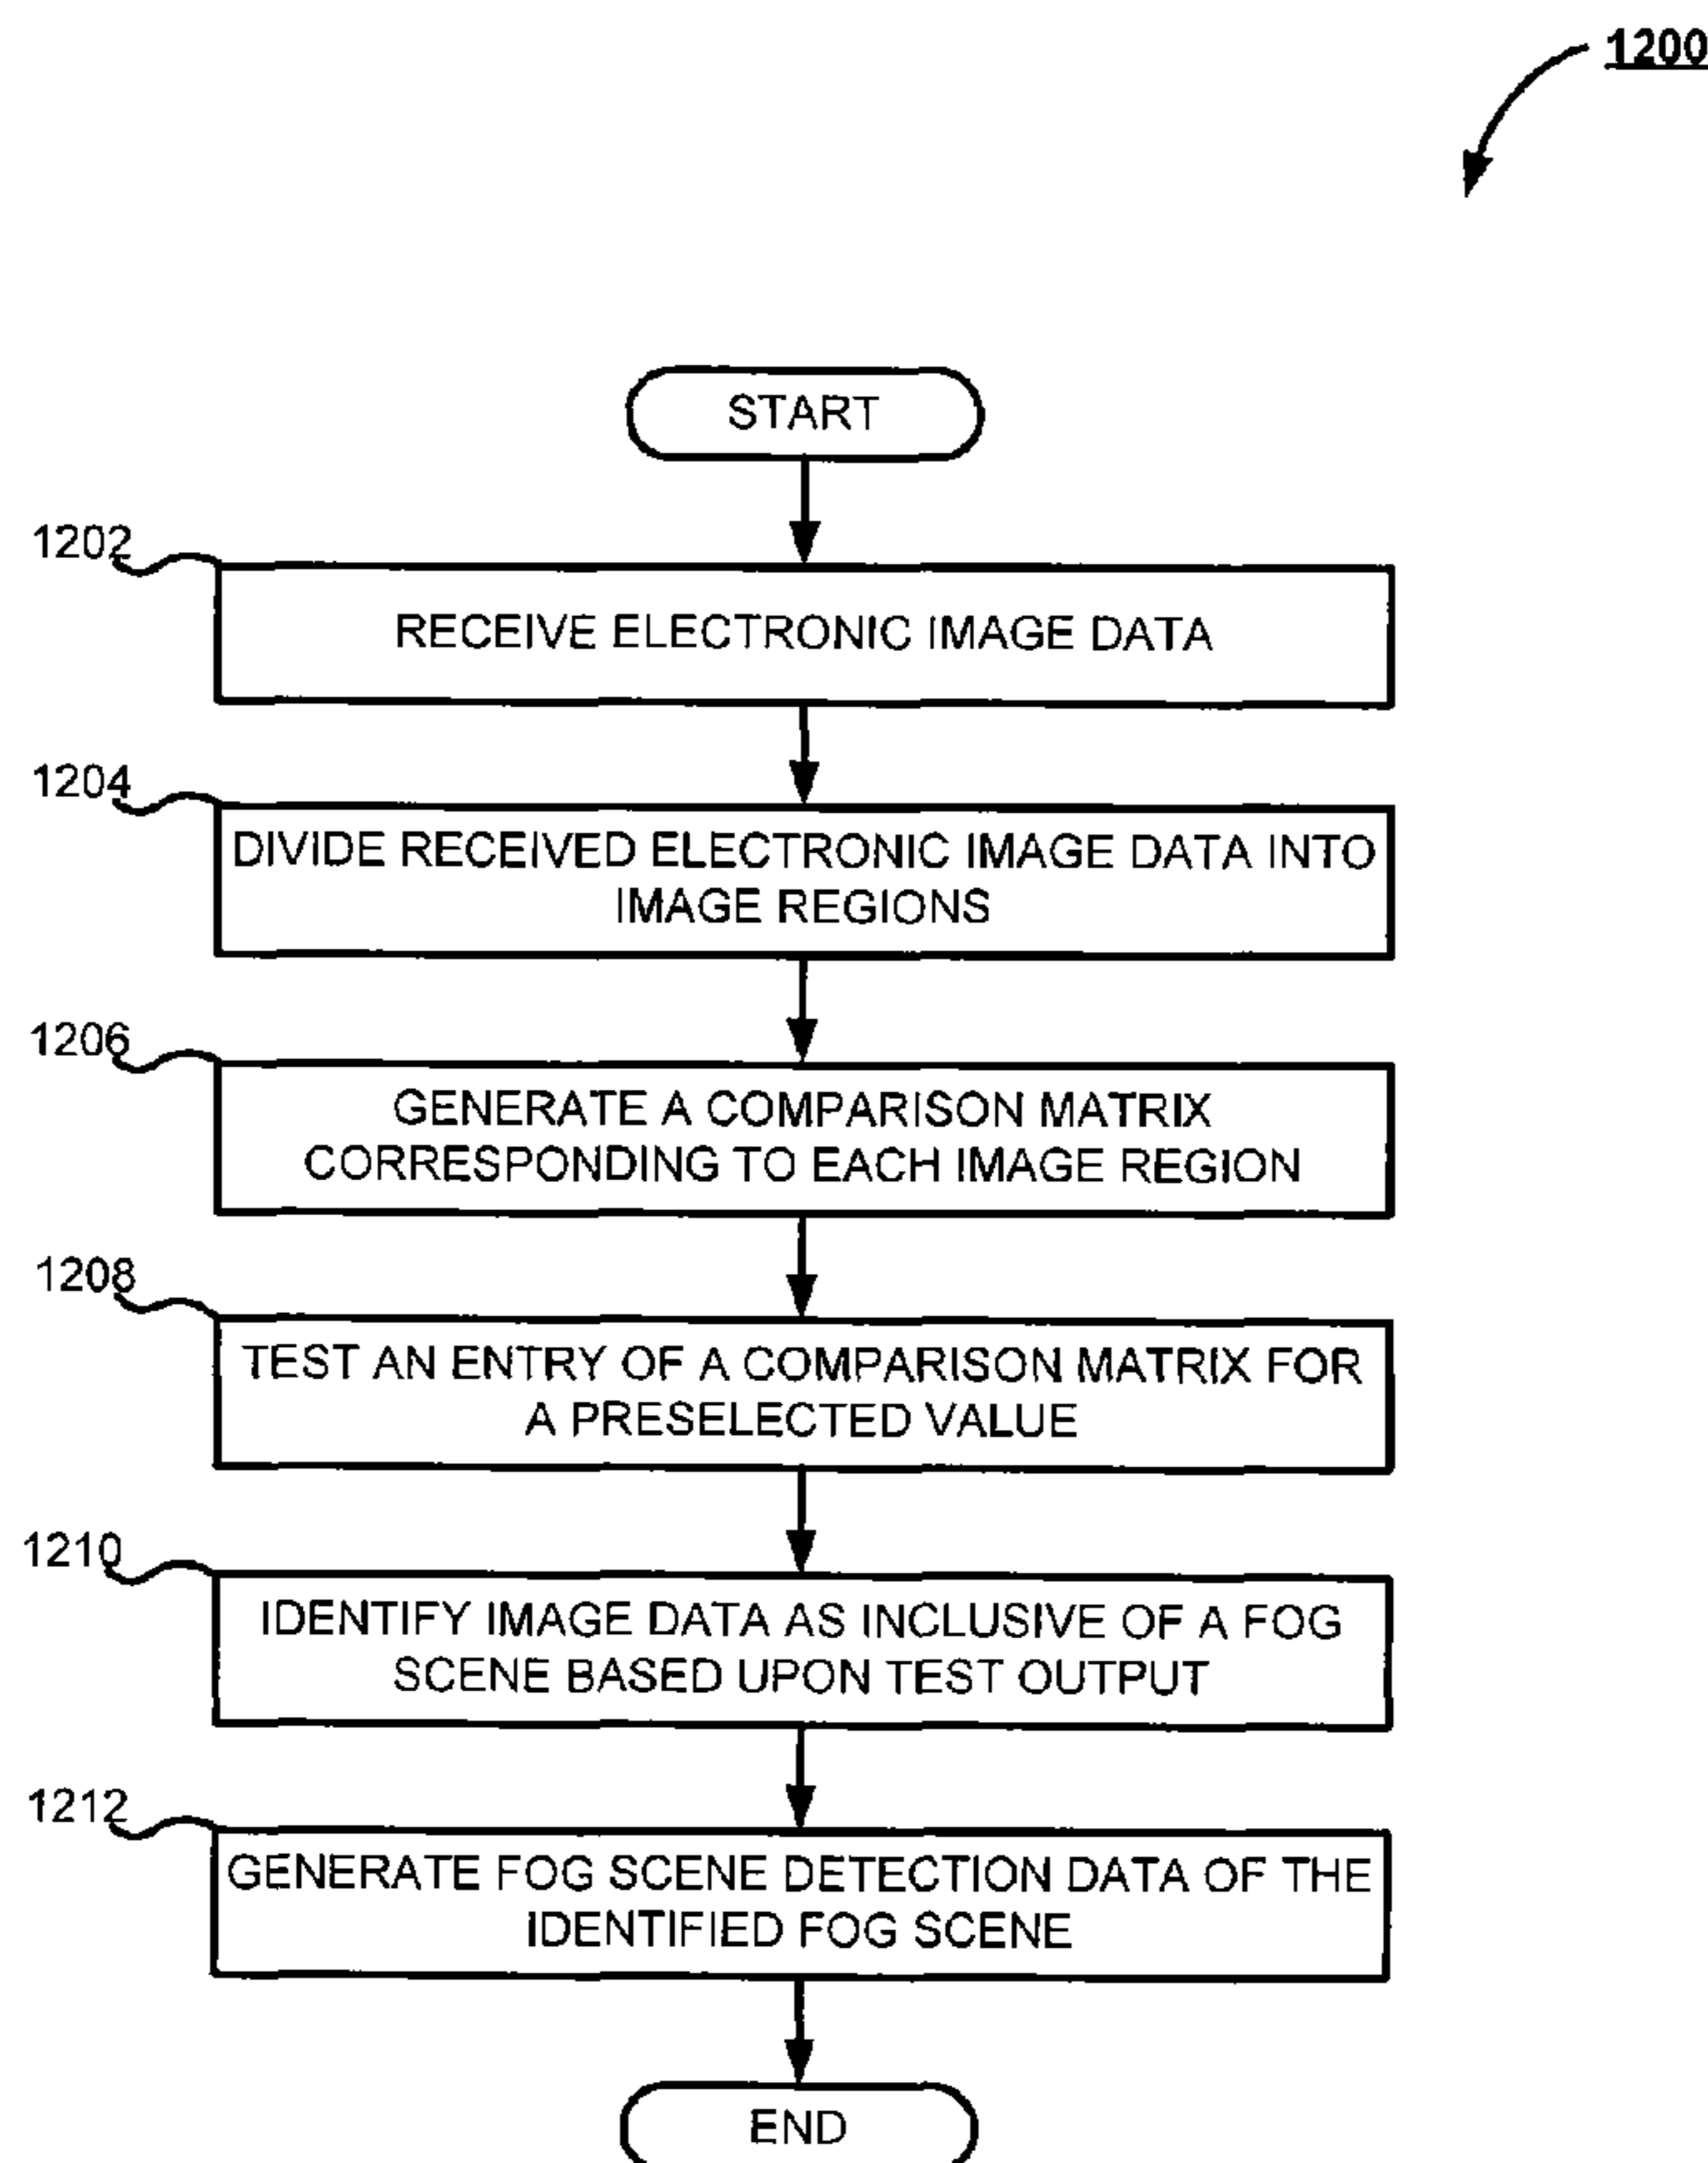 1200
START
1202
RECEIVE ELECTRONIC IMAGE DATA
1204
DIVIDE RECEIVED ELECTRONIC IMAGE DATA INTO
IMAGE REGIONS
1206
GENERATE A COMPARISON MATRIX
CORRESPONDING TO EACH IMAGE REGION
1208
TEST AN ENTRY OF A COMPARISON MATRIX FOR
A PRESELECTED VALUE
1210
IDENTIFY IMAGE DATA AS INCLUSIVE OF A FOG
SCENE BASED UPON TEST OUTPUT
1212
GENERATE FOG SCENE DETECTION DATA OF THE
IDENTIFIED FOG SCENE
END